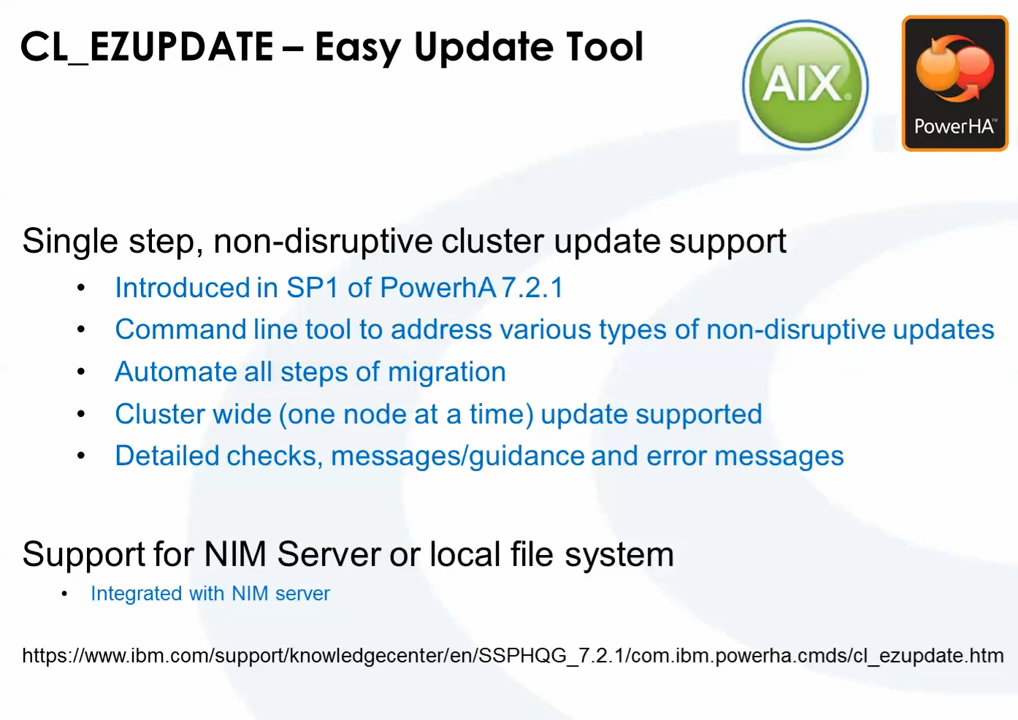 CL_EZUPDATE – Easy Update Tool
AIX®
PowerHA™
Single step, non-disruptive cluster update support
• Introduced in SP1 of PowerhA 7.2.1
• Command line tool to address various types of non-disruptive updates
• Automate all steps of migration
• Cluster wide (one node at a time) update supported
• Detailed checks, messages/guidance and error messages
Support for NIM Server or local file system
• Integrated with NIM server
https://www.ibm.com/support/knowledgecenter/en/SSPHQG_7.2.1/com.ibm.powerha.cmds/cl_ezupdate.htm